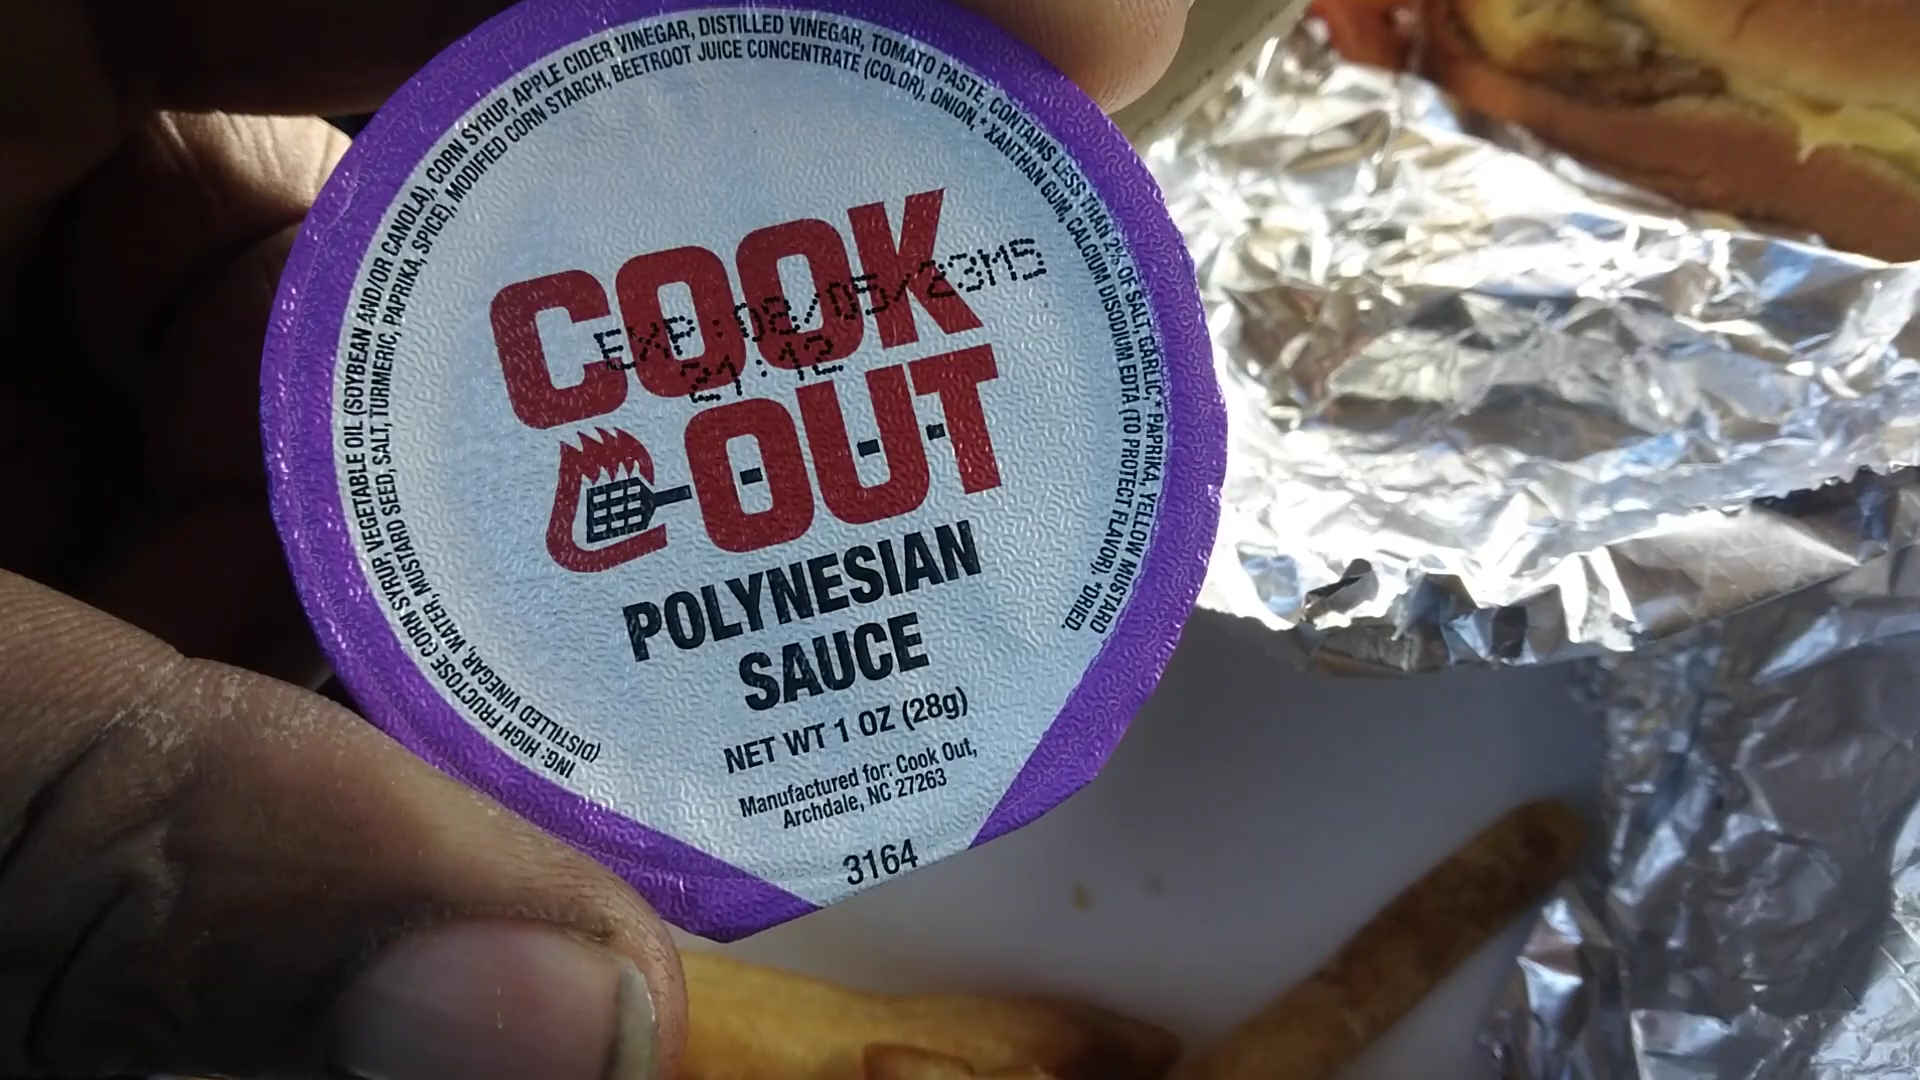 ING: HIGH FRUCTOSE CORN SYRUP, VEGETABLE OIL (SOYBEAN AND/OR CANOLA), CORN SYRUP, APPLE CIDER VINEGAR, DISTILLED VINEGAR, TOMATO PASTE, CONTAINS LESS THAN 2% OF SALT, GARLIC,* PAPRIKA, YELLOW MUSTARD
(DISTILLED VINEGAR, WATER, MUSTARD SEED, SALT, TURMERIC, PAPRIKA, SPICE), MODIFIED CORN STARCH, BEETROOT JUICE CONCENTRATE (COLOR), ONION,* XANTHAN GUM, CALCIUM DISODIUM EDTA (TO PROTECT FLAVOR). *DRIED.
COOK
EXP:08/05/23M15
21:12
OUT
POLYNESIAN
SAUCE
NET WT 1 OZ (28g)
Manufactured for: Cook Out,
Archdale, NC 27263
3164